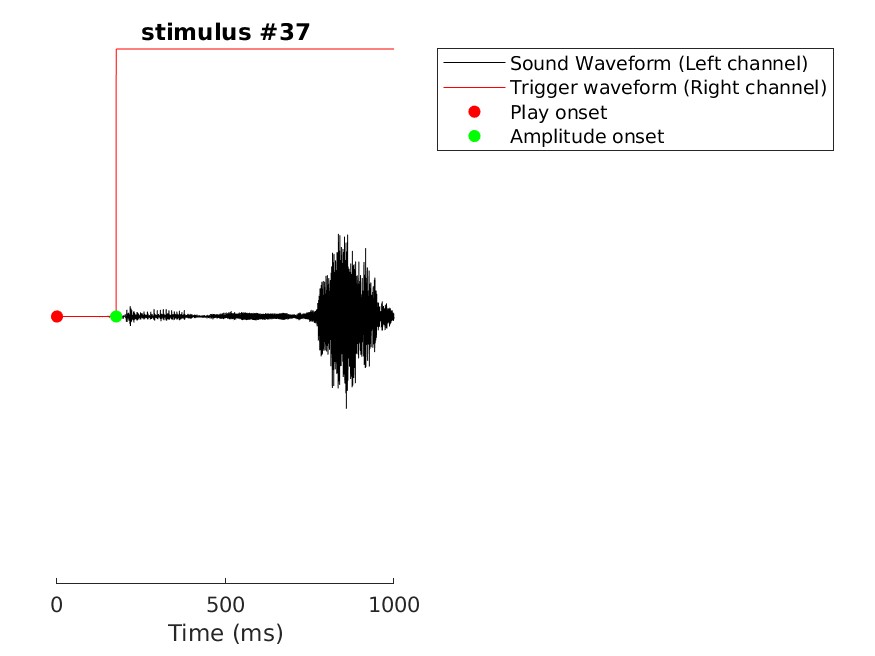 stimulus #37
Sound Waveform (Left channel)
Trigger waveform (Right channel)
Play onset
Amplitude onset
0 500 1000
Time (ms)